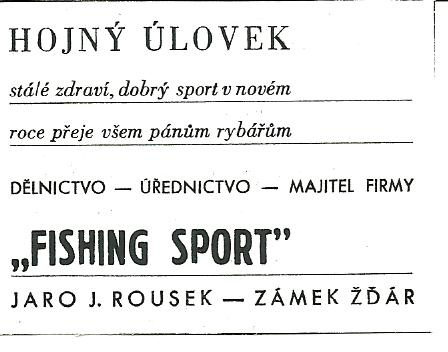 HOJNÝ ÚLOVEK
stálé zdraví, dobrý sport v novém
roce přeje všem pánům rybářům
DĚLNICTVO — ÚŘEDNICTVO — MAJITEL FIRMY
„FISHING SPORT”
JARO J. ROUSEK — ZÁMEK ŽĎÁR